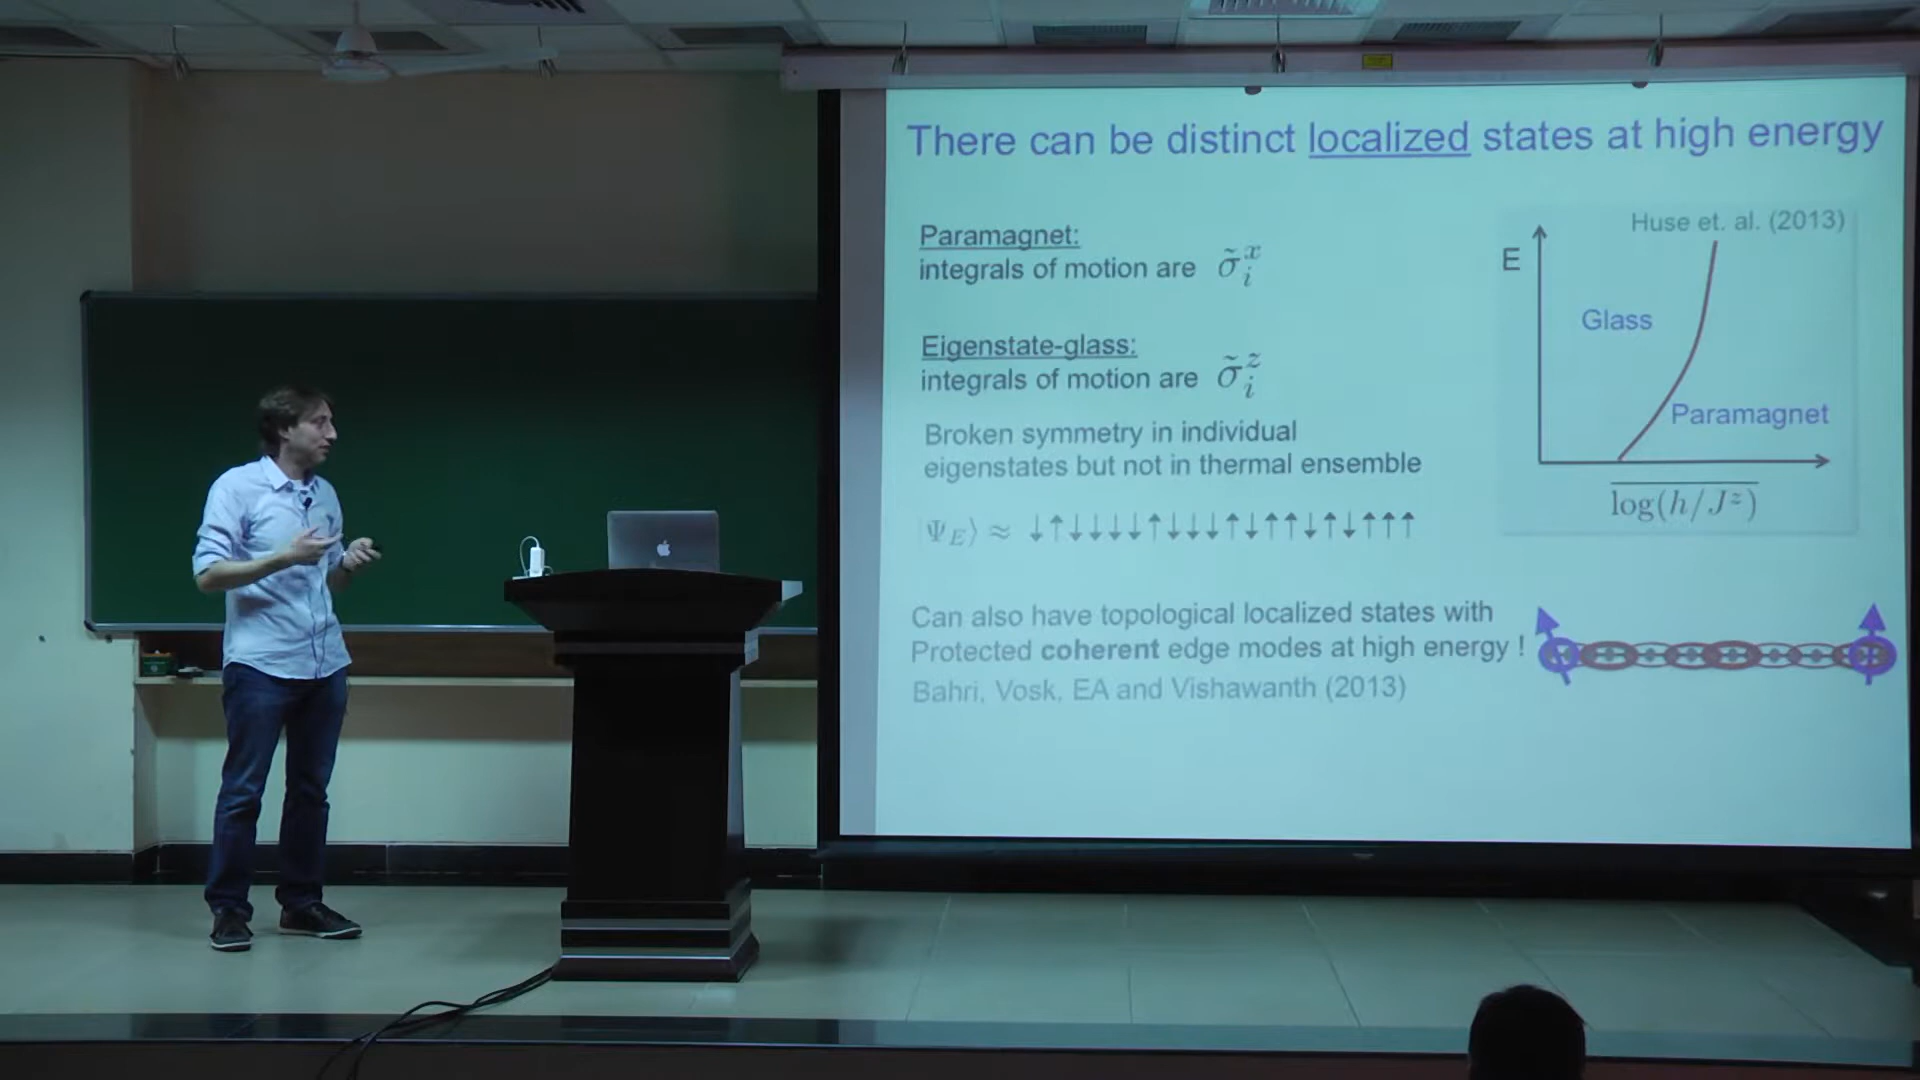 There can be distinct localized states at high energy
Paramagnet:
integrals of motion are σ̃ᵢˣ
Eigenstate-glass:
integrals of motion are σ̃ᵢᶻ
Broken symmetry in individual
eigenstates but not in thermal ensemble
|Ψ_E⟩ ≈ ↓↑↓↓↓↓↑↓↓↓↑↓↑↑↓↑↓↑↑↑
Huse et. al. (2013)
E
Glass
Paramagnet
log(h/Jᶻ)
Can also have topological localized states with
Protected coherent edge modes at high energy !
Bahri, Vosk, EA and Vishawanth (2013)